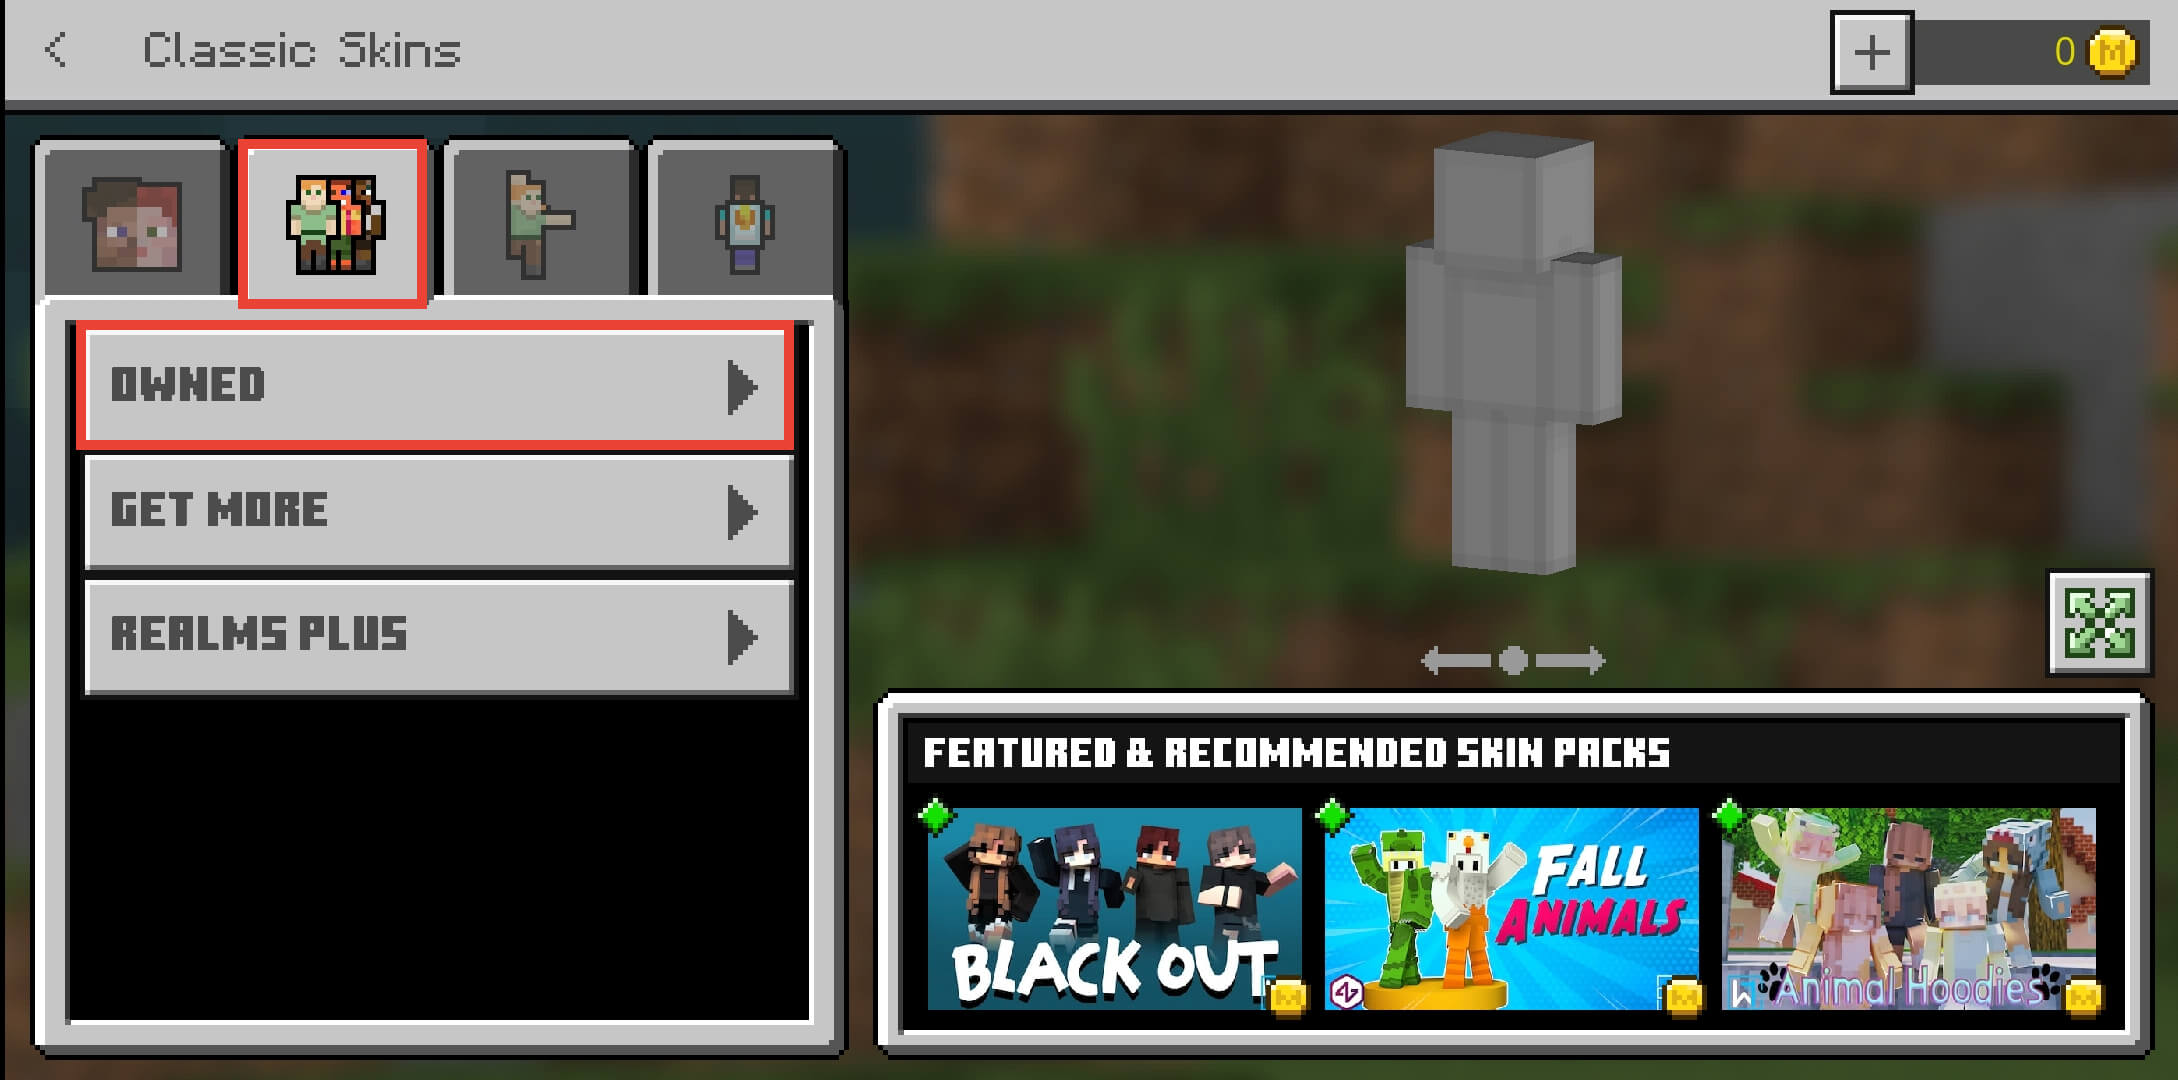 Classic Skins
0
OWNED
GET MORE
REALMS PLUS
FEATURED & RECOMMENDED SKIN PACKS
BLACK OUT
FALL
ANIMALS
Animal Hoodies